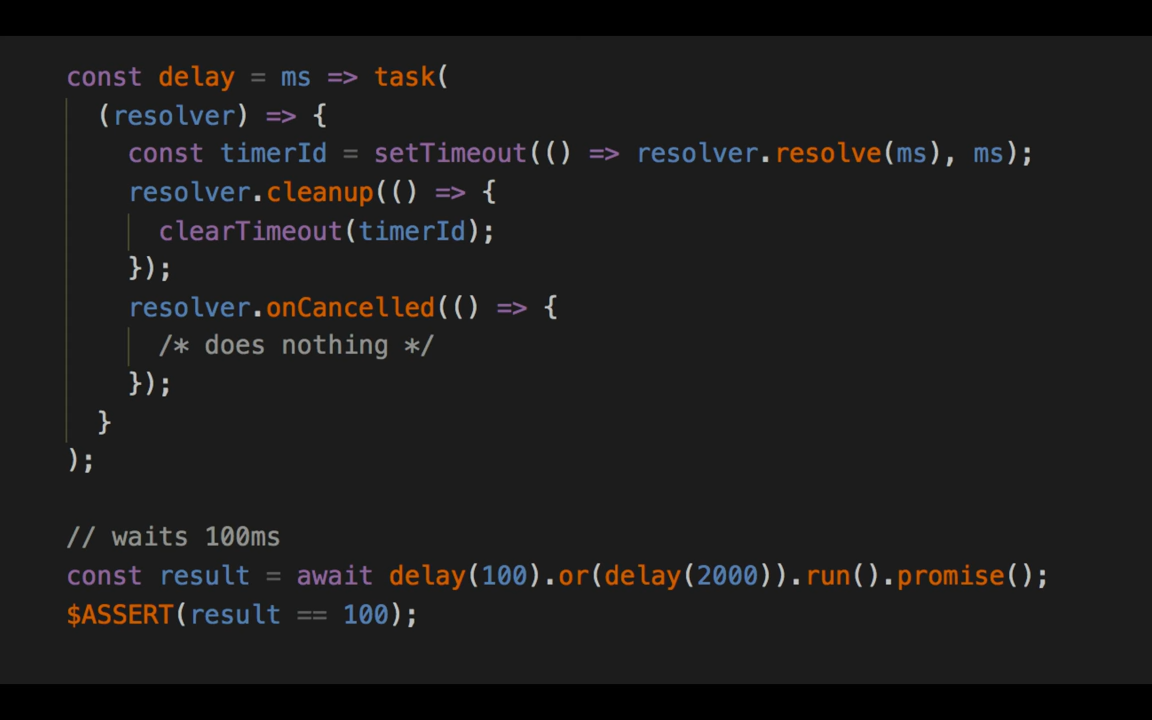 const delay = ms => task(
(resolver) => {
const timerId = setTimeout(() => resolver.resolve(ms), ms);
resolver.cleanup(() => {
clearTimeout(timerId);
});
resolver.onCancelled(() => {
/* does nothing */
});
}
);
// waits 100ms
const result = await delay(100).or(delay(2000)).run().promise();
$ASSERT(result == 100);